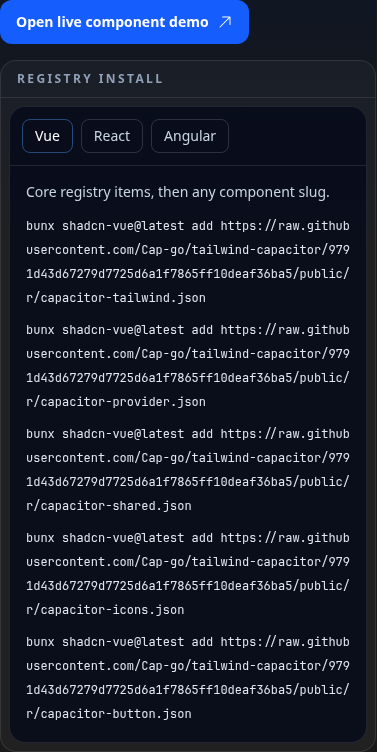 Open live component demo
REGISTRY INSTALL
Vue
React
Angular
Core registry items, then any component slug.
bunx shadcn-vue@latest add https://raw.github
usercontent.com/Cap-go/tailwind-capacitor/979
1d43d67279d7725d6a1f7865ff10deaf36ba5/public/
r/capacitor-tailwind.json
bunx shadcn-vue@latest add https://raw.github
usercontent.com/Cap-go/tailwind-capacitor/979
1d43d67279d7725d6a1f7865ff10deaf36ba5/public/
r/capacitor-provider.json
bunx shadcn-vue@latest add https://raw.github
usercontent.com/Cap-go/tailwind-capacitor/979
1d43d67279d7725d6a1f7865ff10deaf36ba5/public/
r/capacitor-shared.json
bunx shadcn-vue@latest add https://raw.github
usercontent.com/Cap-go/tailwind-capacitor/979
1d43d67279d7725d6a1f7865ff10deaf36ba5/public/
r/capacitor-icons.json
bunx shadcn-vue@latest add https://raw.github
usercontent.com/Cap-go/tailwind-capacitor/979
1d43d67279d7725d6a1f7865ff10deaf36ba5/public/
r/capacitor-button.json